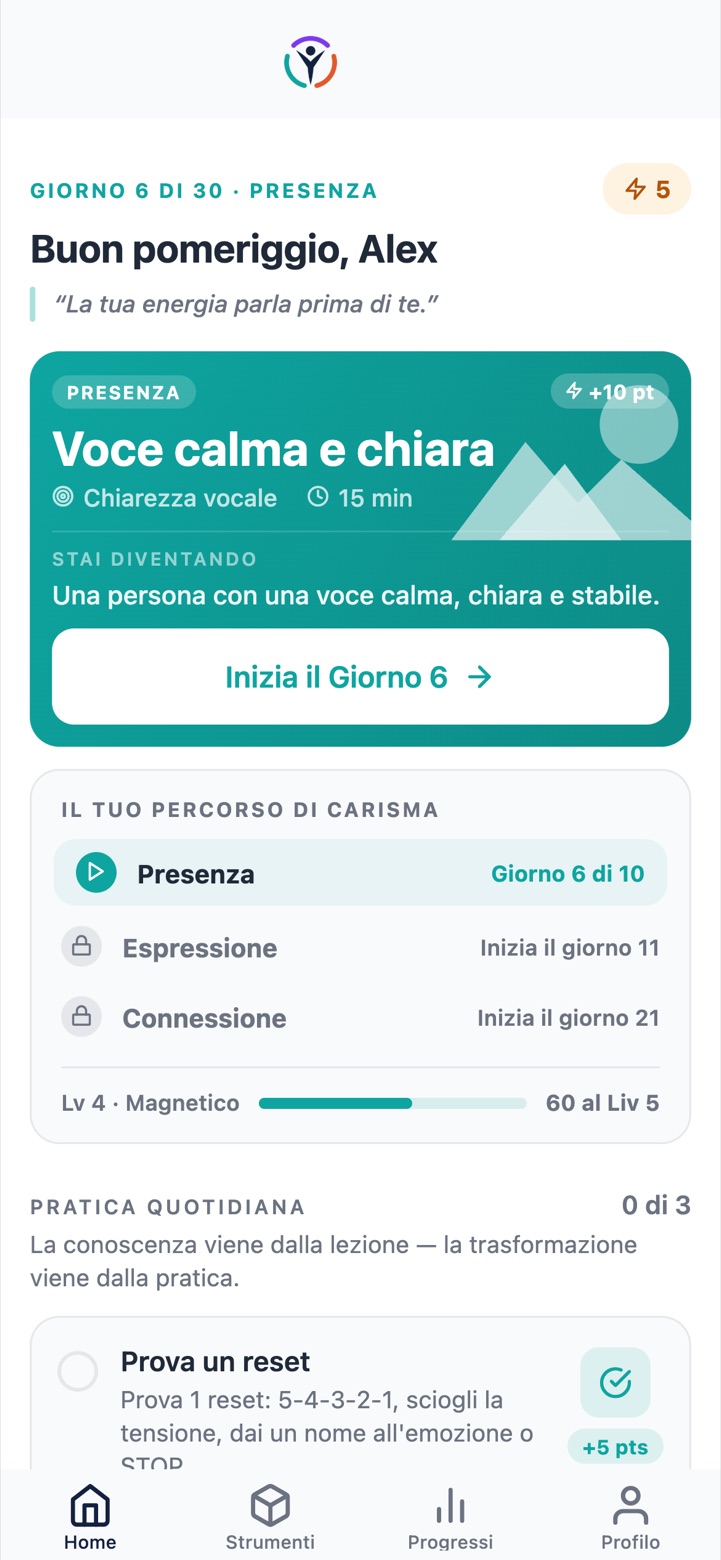 GIORNO 6 DI 30 · PRESENZA
5
Buon pomeriggio, Alex
“La tua energia parla prima di te.”
PRESENZA
+10 pt
Voce calma e chiara
Chiarezza vocale
15 min
STAI DIVENTANDO
Una persona con una voce calma, chiara e stabile.
Inizia il Giorno 6 →
IL TUO PERCORSO DI CARISMA
Presenza
Giorno 6 di 10
Espressione
Inizia il giorno 11
Connessione
Inizia il giorno 21
Lv 4 · Magnetico
60 al Liv 5
PRATICA QUOTIDIANA
0 di 3
La conoscenza viene dalla lezione — la trasformazione
viene dalla pratica.
Prova un reset
Prova 1 reset: 5-4-3-2-1, sciogli la
tensione, dai un nome all'emozione o
STOP
+5 pts
Home
Strumenti
Progressi
Profilo